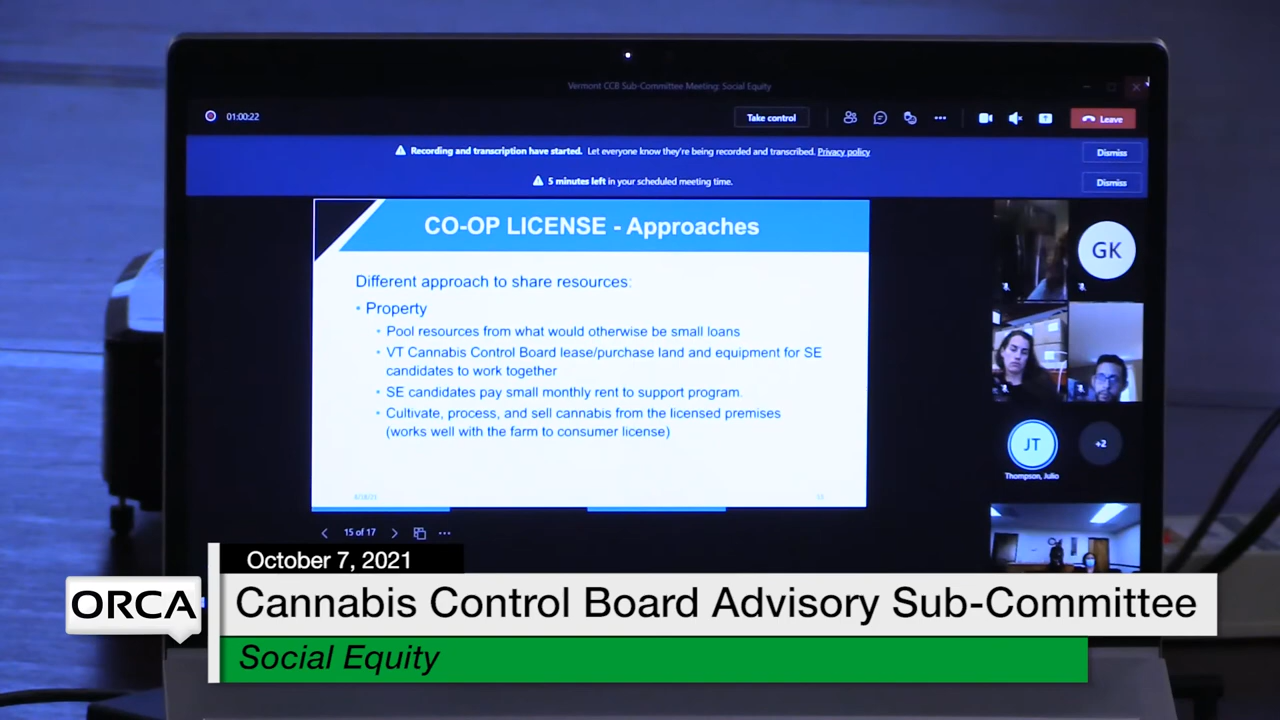 Vermont CCB Sub-Committee Meeting: Social Equity
01:00:22
Take control
Leave
Recording and transcription have started. Let everyone know they're being recorded and transcribed. Privacy policy
Dismiss
5 minutes left in your scheduled meeting time.
Dismiss
CO-OP LICENSE - Approaches
Different approach to share resources:
• Property
• Pool resources from what would otherwise be small loans
• VT Cannabis Control Board lease/purchase land and equipment for SE
candidates to work together
• SE candidates pay small monthly rent to support program.
• Cultivate, process, and sell cannabis from the licensed premises
(works well with the farm to consumer license)
GK
JT
+2
Thompson, Julio
15 of 17
October 7, 2021
ORCA
Cannabis Control Board Advisory Sub-Committee
Social Equity